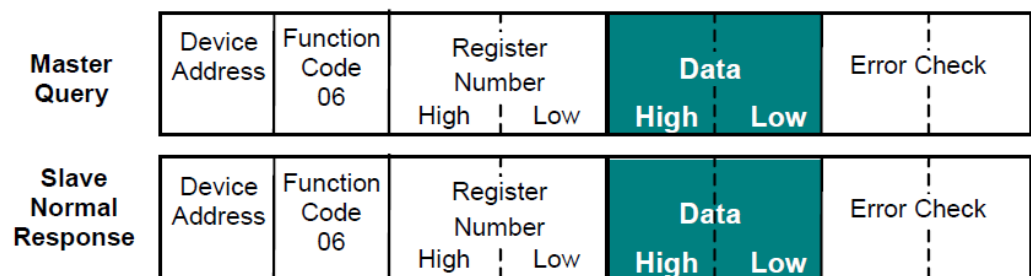 Master
Query
Device
Address
Function
Code
06
Register
Number
High Low
Data
High Low
Error Check
Slave
Normal
Response
Device
Address
Function
Code
06
Register
Number
High Low
Data
High Low
Error Check